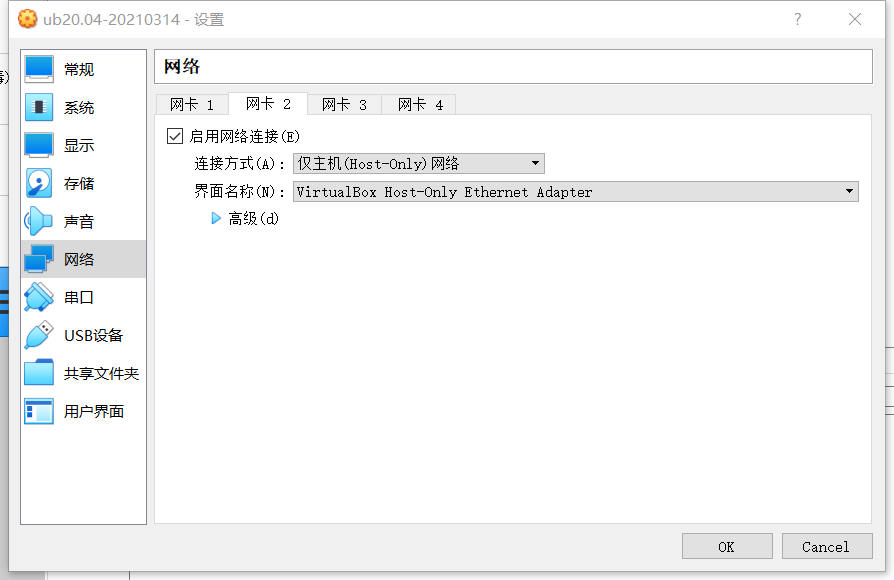 ub20.04-20210314 - 设置
?
常规
系统
显示
存储
声音
网络
串口
USB设备
共享文件夹
用户界面
网络
网卡 1 网卡 2 网卡 3 网卡 4
启用网络连接(E)
连接方式(A): 仅主机(Host-Only)网络
界面名称(N): VirtualBox Host-Only Ethernet Adapter
高级(d)
OK Cancel